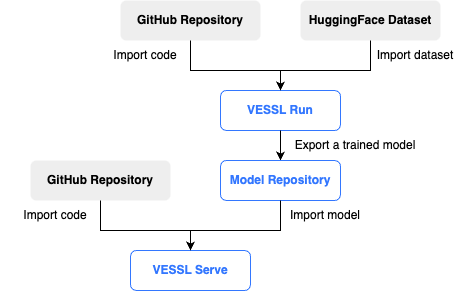 GitHub Repository
HuggingFace Dataset
Import code
Import dataset
VESSL Run
Export a trained model
GitHub Repository
Model Repository
Import code
Import model
VESSL Serve